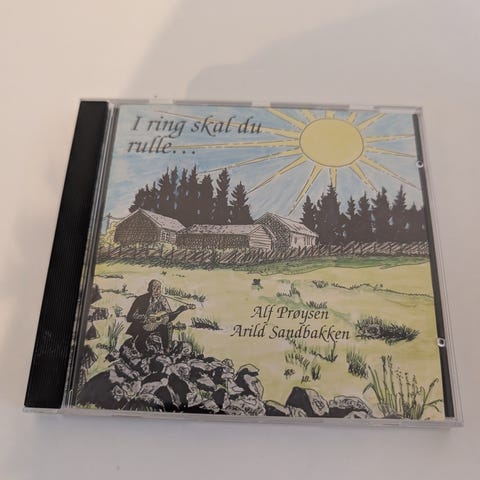 I ring skal du
rulle...
Alf Prøysen
Arild Sandbakken